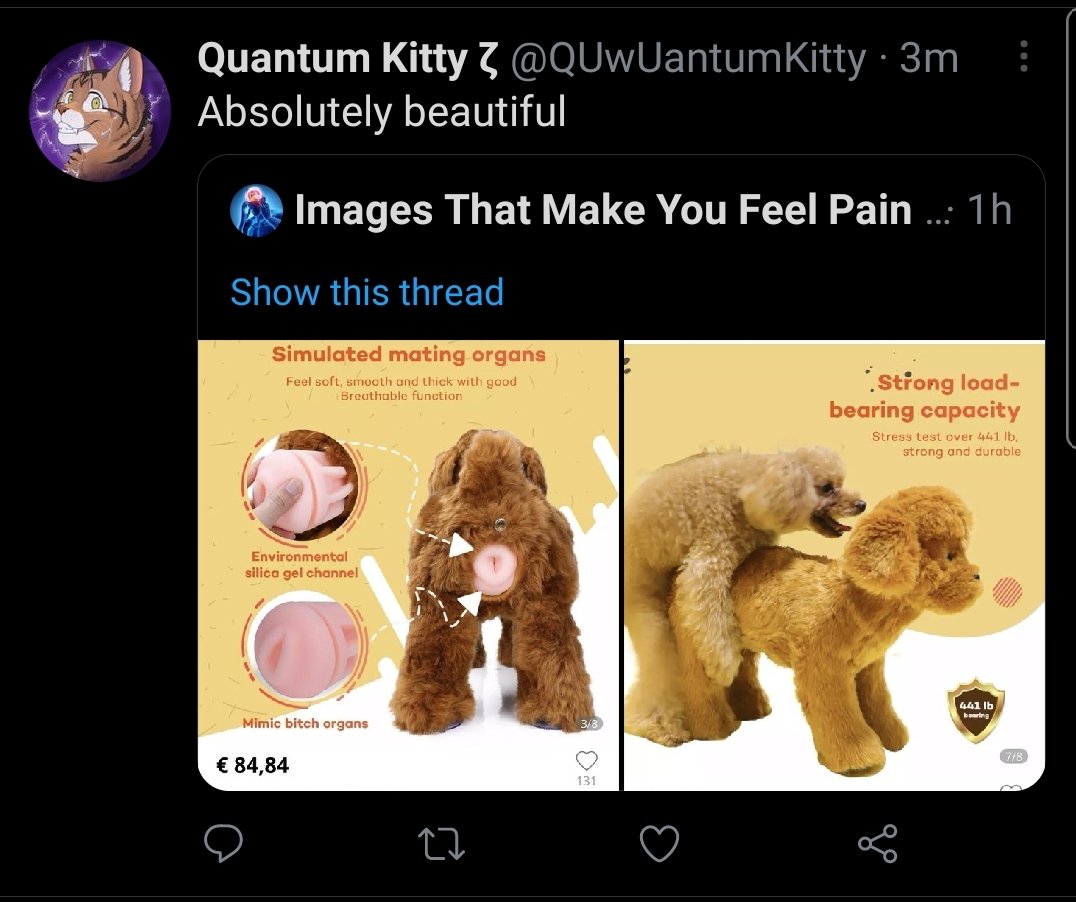 Quantum Kitty ζ @QUwUantumKitty · 3m
Absolutely beautiful
Images That Make You Feel Pain ...· 1h
Show this thread
Simulated mating organs
Feel soft, smooth and thick with good
Breathable function
Environmental
silica gel channel
Mimic bitch organs
3/8
€ 84,84
131
Strong load-
bearing capacity
Stress test over 441 lb,
strong and durable
441 lb
bearing
7/8